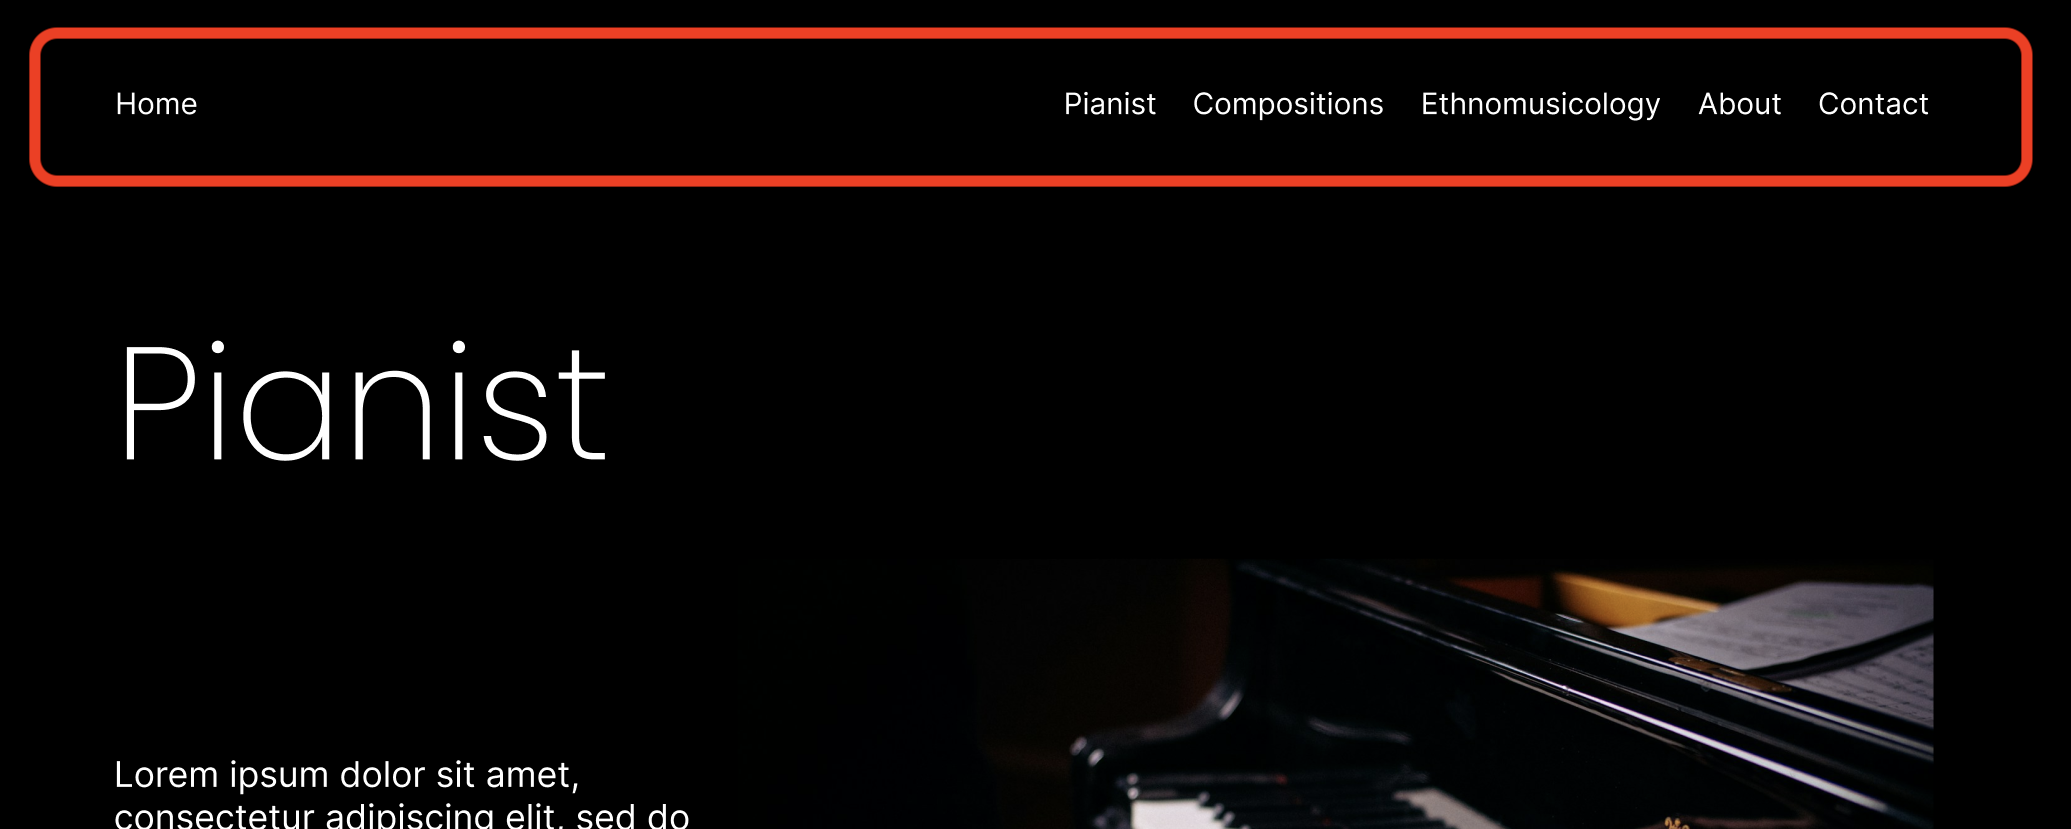 Home Pianist Compositions Ethnomusicology About Contact
Pianist
Lorem ipsum dolor sit amet,
consectetur adipiscing elit, sed do